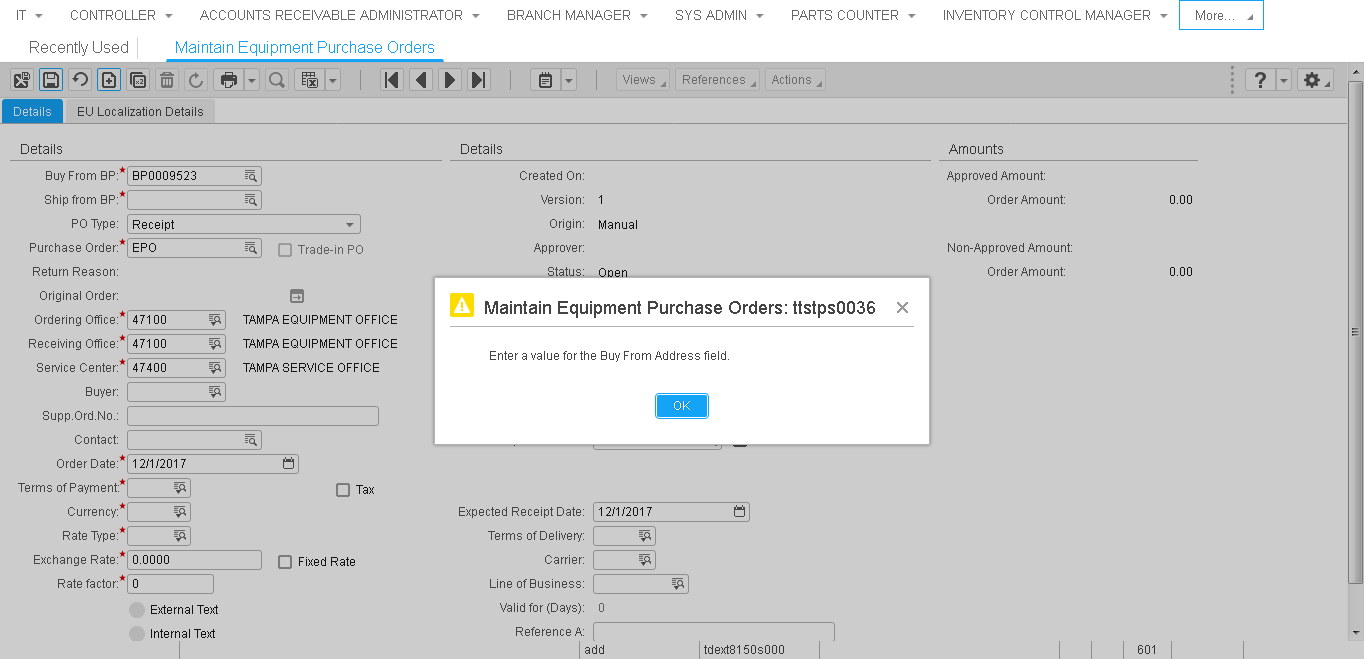 IT CONTROLLER ACCOUNTS RECEIVABLE ADMINISTRATOR BRANCH MANAGER SYS ADMIN PARTS COUNTER INVENTORY CONTROL MANAGER More...
Recently Used Maintain Equipment Purchase Orders
Views References Actions ?
Details EU Localization Details
Details Details Amounts
Buy From BP:* BP0009523 Created On: Approved Amount:
Ship from BP:* Version: 1 Order Amount: 0.00
PO Type: Receipt Origin: Manual
Purchase Order:* EPO Trade-in PO Approver: Non-Approved Amount:
Return Reason: Status: Open Order Amount: 0.00
Original Order:
Maintain Equipment Purchase Orders: ttstps0036
Ordering Office:* 47100 TAMPA EQUIPMENT OFFICE
Receiving Office:* 47100 TAMPA EQUIPMENT OFFICE
Enter a value for the Buy From Address field.
Service Center:* 47400 TAMPA SERVICE OFFICE
Buyer:
OK
Supp.Ord.No.:
Contact:
Order Date:* 12/1/2017
Terms of Payment:* Tax
Currency:* Expected Receipt Date: 12/1/2017
Rate Type:* Terms of Delivery:
Exchange Rate:* 0.0000 Fixed Rate Carrier:
Rate factor:* 0 Line of Business:
External Text Valid for (Days): 0
Internal Text Reference A:
add tdext8150s000 601